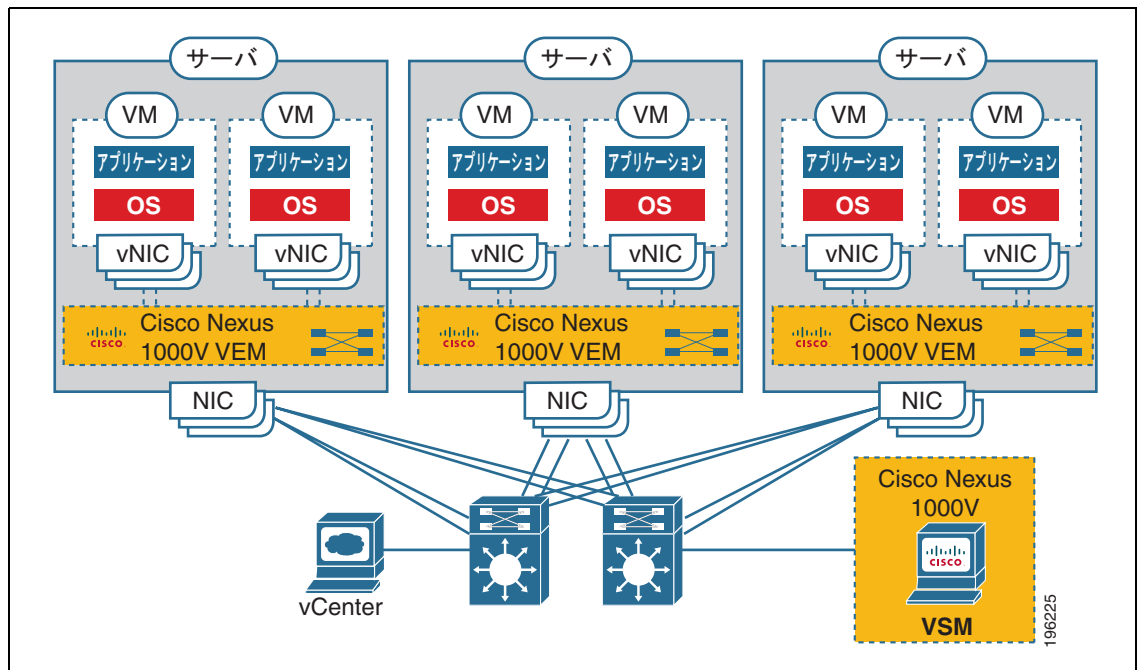 サーバ
サーバ
サーバ
VM
VM
VM
VM
VM
VM
アプリケーション
アプリケーション
アプリケーション
アプリケーション
アプリケーション
アプリケーション
OS
OS
OS
OS
OS
OS
vNIC
vNIC
vNIC
vNIC
vNIC
vNIC
CISCO
Cisco Nexus
1000V VEM
CISCO
Cisco Nexus
1000V VEM
CISCO
Cisco Nexus
1000V VEM
NIC
NIC
NIC
vCenter
Cisco Nexus
1000V
CISCO
VSM
196225